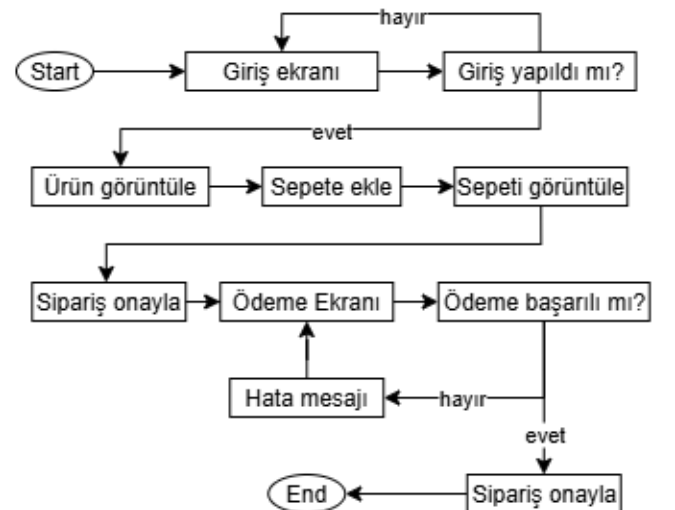 hayır
Start
Giriş ekranı
Giriş yapıldı mı?
evet
Ürün görüntüle
Sepete ekle
Sepeti görüntüle
Sipariş onayla
Ödeme Ekranı
Ödeme başarılı mı?
Hata mesajı
hayır
evet
End
Sipariş onayla